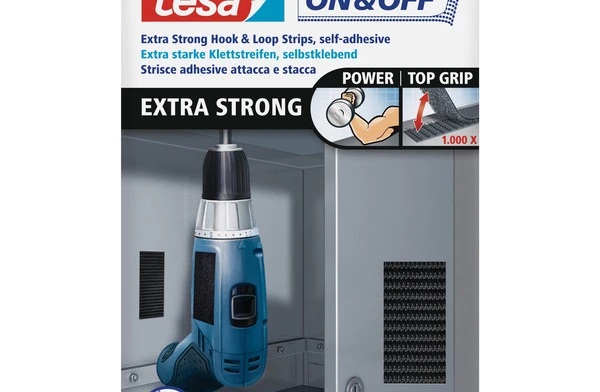 tesa
ON&OFF
Extra Strong Hook & Loop Strips, self-adhesive
Extra starke Klettstreifen, selbstklebend
Strisce adhesive attacca e stacca
POWER | TOP GRIP
EXTRA STRONG
1.000 X